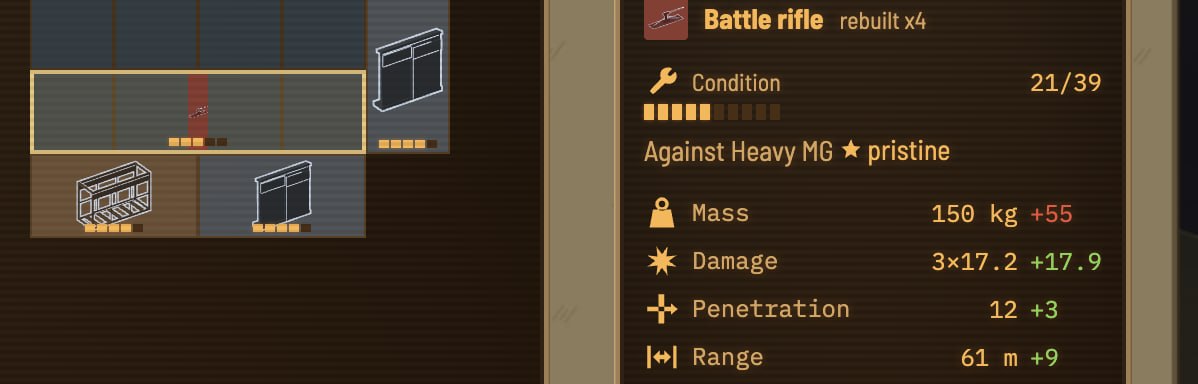 Battle rifle rebuilt x4
Condition 21/39
Against Heavy MG ★ pristine
Mass 150 kg +55
Damage 3×17.2 +17.9
Penetration 12 +3
Range 61 m +9